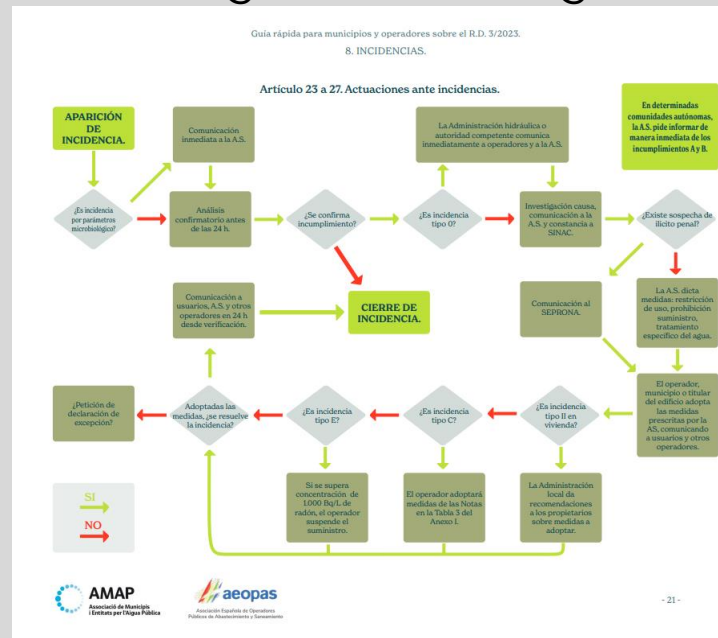 Guía rápida para municipios y operadores sobre el R.D. 3/2023.
8. INCIDENCIAS.
Artículo 23 a 27. Actuaciones ante incidencias.
APARICIÓN
DE
INCIDENCIA.
Comunicación
inmediata a la A.S.
La Administración hidráulica o
autoridad competente comunica
inmediatamente a operadores y a la A.S.
En determinadas
comunidades autónomas,
la A.S. pide informar de
manera inmediata de los
incumplimientos A y B.
¿Es incidencia
por parámetros
microbiológico?
Análisis
confirmatorio antes
de las 24 h.
¿Se confirma
incumplimiento?
¿Es incidencia
tipo 0?
Investigación causa,
comunicación a la
A.S. y constancia a
SINAC.
¿Existe sospecha de
ilícito penal?
Comunicación a
usuarios, A.S. y otros
operadores en 24 h
desde verificación.
CIERRE DE
INCIDENCIA.
Comunicación al
SEPRONA.
La A.S. dicta
medidas: restricción
de uso, prohibición
suministro,
tratamiento
específico del agua.
¿Petición de
declaración de
excepción?
Adoptadas las
medidas, ¿se resuelve
la incidencia?
¿Es incidencia
tipo E?
¿Es incidencia
tipo C?
¿Es incidencia
tipo II en
vivienda?
El operador,
municipio o titular
del edificio adopta
las medidas
prescritas por la
AS, comunicando
a usuarios y otros
operadores.
SI
NO
Si se supera
concentración de
1.000 Bq/L de
radón, el operador
suspende el
suministro.
El operador adoptará
medidas de las Notas
en la Tabla 3 del
Anexo I.
La Administración
local da
recomendaciones
a los propietarios
sobre medidas a
adoptar.
AMAP
Associació de Municipis
i Entitats per l'Aigua Pública
aeopas
Asociación Española de Operadores
Públicos de Abastecimiento y Saneamiento
- 21 -